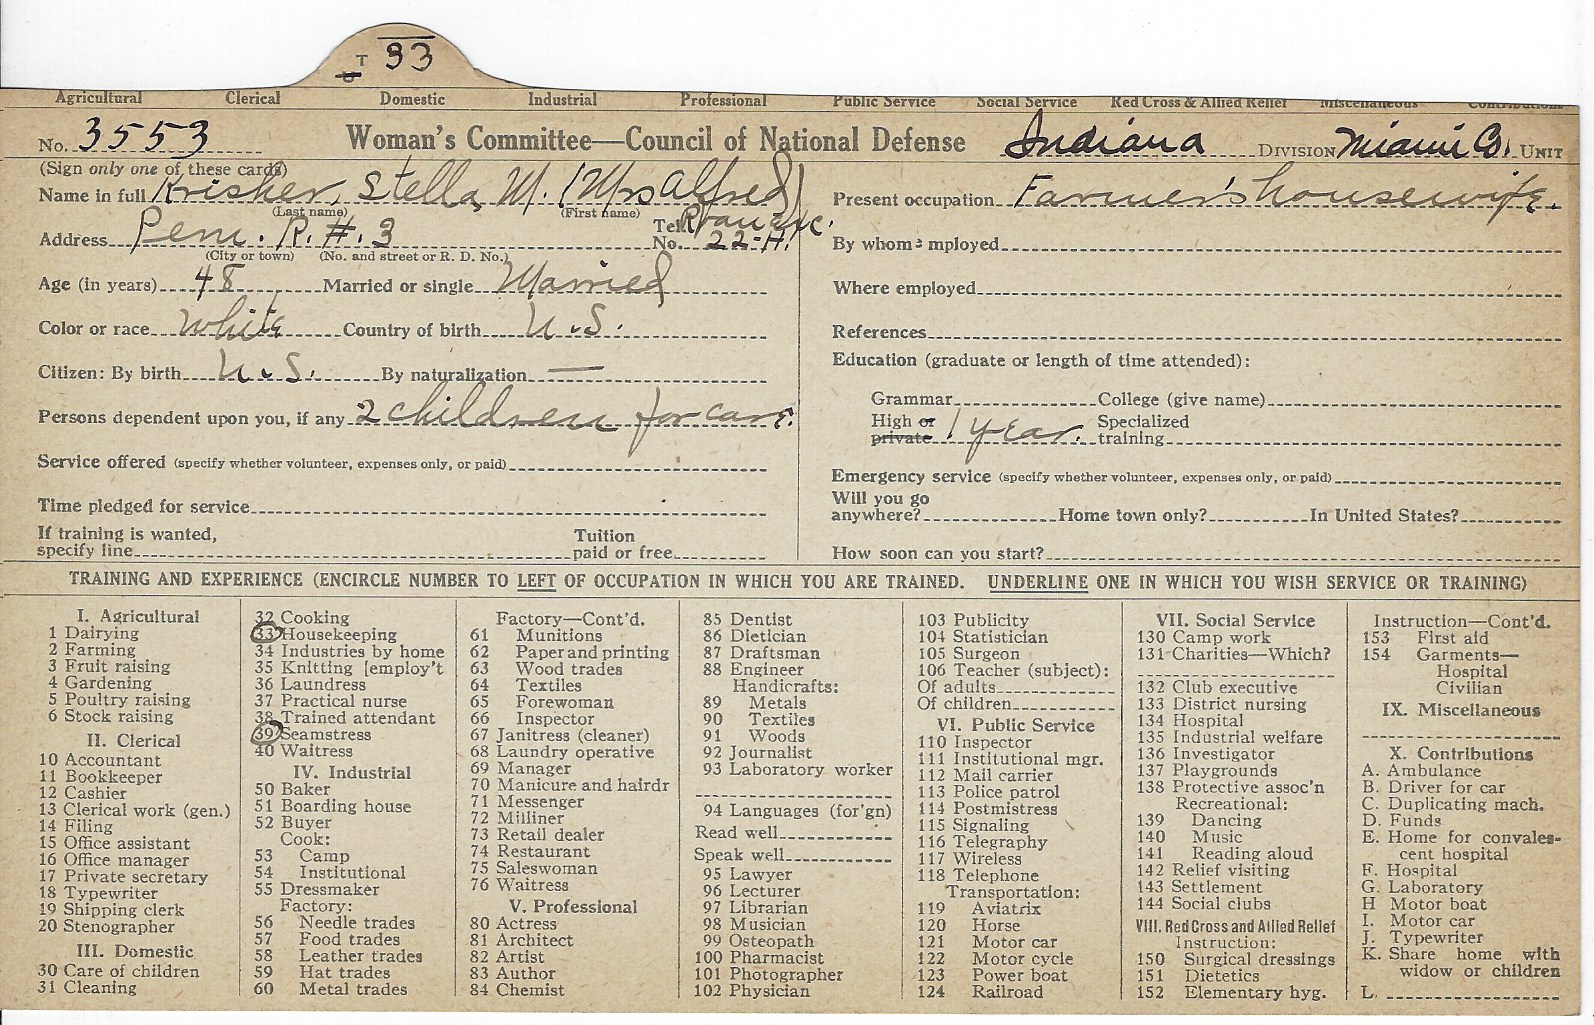 T 33
Agricultural Clerical Domestic Industrial Professional Public Service Social Service Red Cross & Allied Relief Miscellaneous Contributions
No. 3553 Woman's Committee—Council of National Defense Indiana DIVISION Miami Co. UNIT
(Sign only one of these cards)
Name in full Krisher, Stella M. (Mrs Alfred)
(Last name) (First name)
Address Peru. R. #. 3 Tel. No. 22-H.
(City or town) (No. and street or R. D. No.)
Age (in years) 48 Married or single Married
Color or race White Country of birth U.S.
Citizen: By birth U.S. By naturalization —
Persons dependent upon you, if any 2 children for care.
Service offered (specify whether volunteer, expenses only, or paid)
Time pledged for service
If training is wanted, specify line Tuition paid or free
Present occupation Farmer's housewife.
By whom employed
Where employed
References
Education (graduate or length of time attended):
Grammar College (give name)
High or private 1 year. Specialized training
Emergency service (specify whether volunteer, expenses only, or paid)
Will you go anywhere? Home town only? In United States?
How soon can you start?
TRAINING AND EXPERIENCE (ENCIRCLE NUMBER TO LEFT OF OCCUPATION IN WHICH YOU ARE TRAINED. UNDERLINE ONE IN WHICH YOU WISH SERVICE OR TRAINING)
I. Agricultural
1 Dairying
2 Farming
3 Fruit raising
4 Gardening
5 Poultry raising
6 Stock raising
II. Clerical
10 Accountant
11 Bookkeeper
12 Cashier
13 Clerical work (gen.)
14 Filing
15 Office assistant
16 Office manager
17 Private secretary
18 Typewriter
19 Shipping clerk
20 Stenographer
III. Domestic
30 Care of children
31 Cleaning
32 Cooking
33 Housekeeping
34 Industries by home
35 Knitting [employ't
36 Laundress
37 Practical nurse
38 Trained attendant
39 Seamstress
40 Waitress
IV. Industrial
50 Baker
51 Boarding house
52 Buyer
Cook:
53 Camp
54 Institutional
55 Dressmaker
Factory:
56 Needle trades
57 Food trades
58 Leather trades
59 Hat trades
60 Metal trades
Factory—Cont'd.
61 Munitions
62 Paper and printing
63 Wood trades
64 Textiles
65 Forewoman
66 Inspector
67 Janitress (cleaner)
68 Laundry operative
69 Manager
70 Manicure and hairdr
71 Messenger
72 Milliner
73 Retail dealer
74 Restaurant
75 Saleswoman
76 Waitress
V. Professional
80 Actress
81 Architect
82 Artist
83 Author
84 Chemist
85 Dentist
86 Dietician
87 Draftsman
88 Engineer
Handicrafts:
89 Metals
90 Textiles
91 Woods
92 Journalist
93 Laboratory worker
94 Languages (for'gn)
Read well
Speak well
95 Lawyer
96 Lecturer
97 Librarian
98 Musician
99 Osteopath
100 Pharmacist
101 Photographer
102 Physician
103 Publicity
104 Statistician
105 Surgeon
106 Teacher (subject):
Of adults
Of children
VI. Public Service
110 Inspector
111 Institutional mgr.
112 Mail carrier
113 Police patrol
114 Postmistress
115 Signaling
116 Telegraphy
117 Wireless
118 Telephone
Transportation:
119 Aviatrix
120 Horse
121 Motor car
122 Motor cycle
123 Power boat
124 Railroad
VII. Social Service
130 Camp work
131 Charities—Which?
132 Club executive
133 District nursing
134 Hospital
135 Industrial welfare
136 Investigator
137 Playgrounds
138 Protective assoc'n
Recreational:
139 Dancing
140 Music
141 Reading aloud
142 Relief visiting
143 Settlement
144 Social clubs
VIII. Red Cross and Allied Relief
Instruction:
150 Surgical dressings
151 Dietetics
152 Elementary hyg.
Instruction—Cont'd.
153 First aid
154 Garments—
Hospital
Civilian
IX. Miscellaneous
X. Contributions
A. Ambulance
B. Driver for car
C. Duplicating mach.
D. Funds
E. Home for convales-
cent hospital
F. Hospital
G. Laboratory
H Motor boat
I. Motor car
J. Typewriter
K. Share home with
widow or children
L.